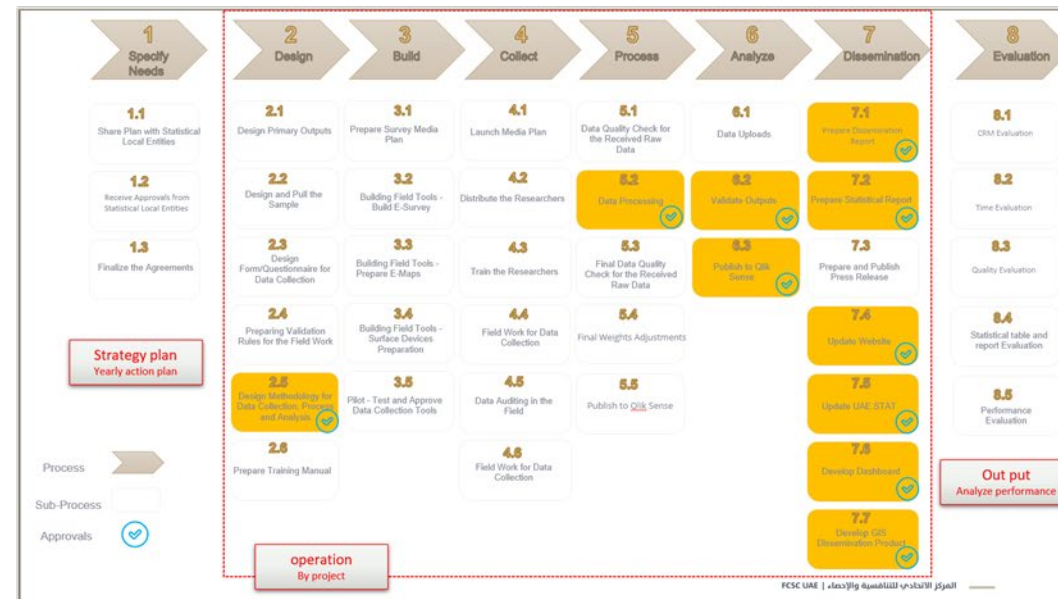 1
Specify
Needs
2
Design
3
Build
4
Collect
5
Process
6
Analyze
7
Dissemination
8
Evaluation
1.1
Share Plan with Statistical
Local Entities
1.2
Receive Approvals from
Statistical Local Entities
1.3
Finalize the Agreements
Strategy plan
Yearly action plan
2.1
Design Primary Outputs
2.2
Design and Pull the
Sample
2.3
Design
Form/Questionnaire for
Data Collection
2.4
Preparing Validation
Rules for the Field Work
2.5
Design Methodology for
Data Collection, Process
and Analysis
2.6
Prepare Training Manual
3.1
Prepare Survey Media
Plan
3.2
Building Field Tools -
Build E-Survey
3.3
Building Field Tools -
Prepare E-Maps
3.4
Building Field Tools -
Surface Devices
Preparation
3.5
Pilot - Test and Approve
Data Collection Tools
4.1
Launch Media Plan
4.2
Distribute the Researchers
4.3
Train the Researchers
4.4
Field Work for Data
Collection
4.5
Data Auditing in the
Field
4.6
Field Work for Data
Collection
5.1
Data Quality Check for
the Received Raw
Data
5.2
Data Processing
5.3
Final Data Quality
Check for the Received
Raw Data
5.4
Final Weights Adjustments
5.5
Publish to Qlik Sense
6.1
Data Uploads
6.2
Validate Outputs
6.3
Publish to Qlik
Sense
7.1
Prepare Dissemination
Report
7.2
Prepare Statistical Report
7.3
Prepare and Publish
Press Release
7.4
Update Website
7.5
Update UAE.STAT
7.6
Develop Dashboard
7.7
Develop GIS
Dissemination Product
8.1
CRM Evaluation
8.2
Time Evaluation
8.3
Quality Evaluation
8.4
Statistical table and
report Evaluation
8.5
Performance
Evaluation
Out put
Analyze performance
Process
Sub-Process
Approvals
operation
By project
المركز الاتحادي للتنافسية والإحصاء | FCSC UAE